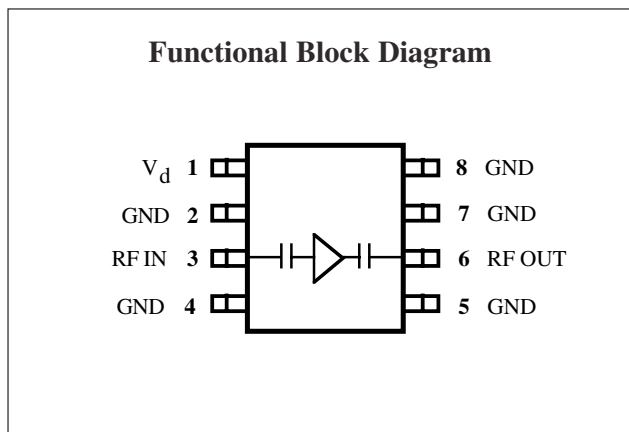 Functional Block Diagram
Vd 1 8 GND
GND 2 7 GND
RF IN 3 6 RF OUT
GND 4 5 GND